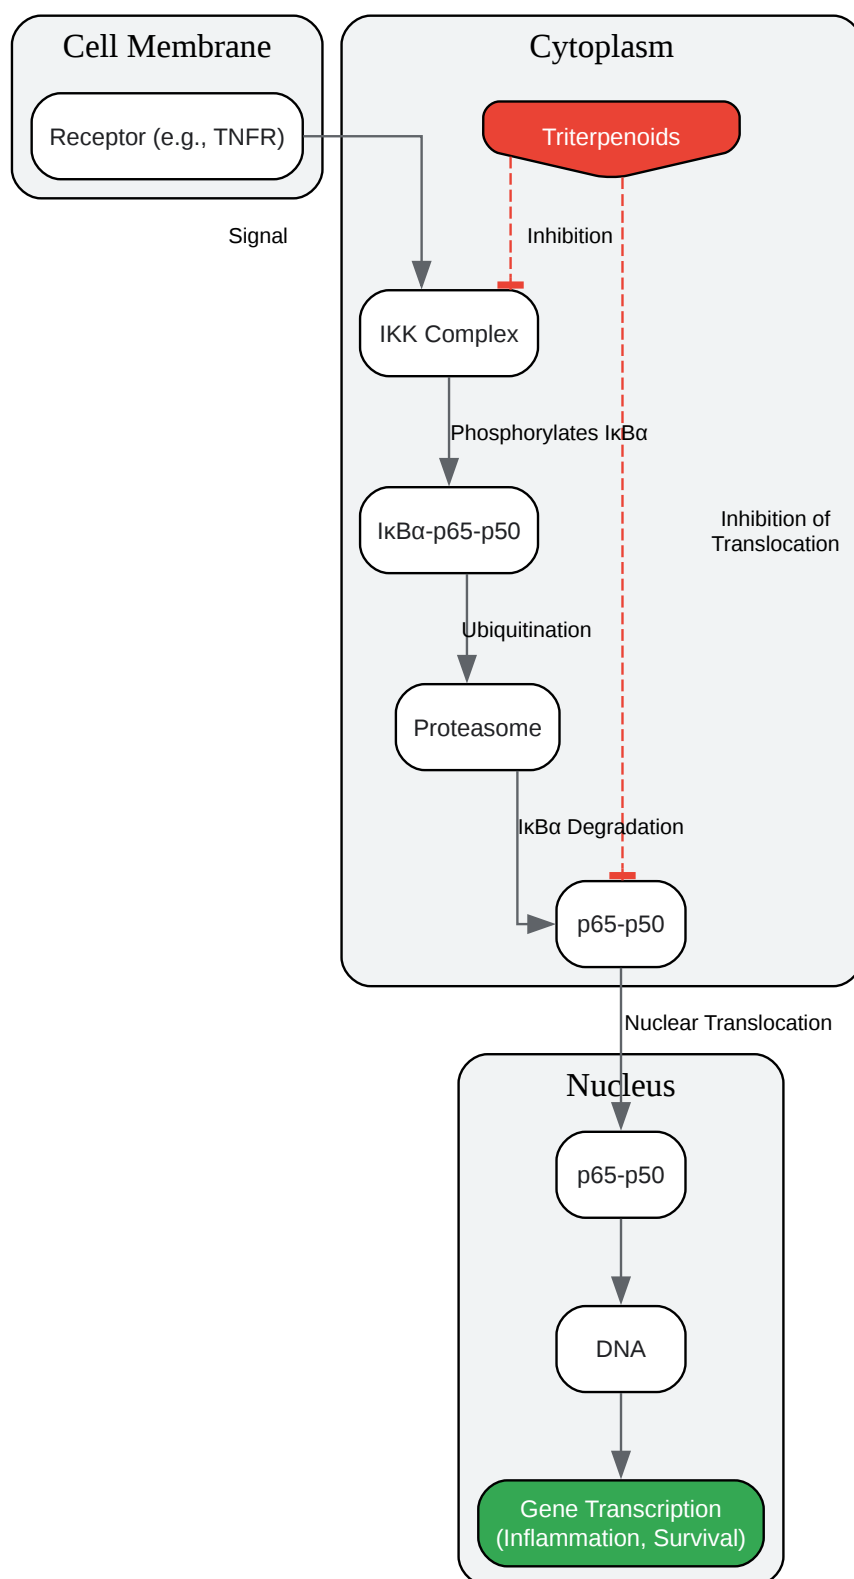 Cell Membrane
Cytoplasm
Receptor (e.g., TNFR)
Triterpenoids
Signal
Inhibition
IKK Complex
Phosphorylates IκBα
IκBα-p65-p50
Inhibition of
Translocation
Ubiquitination
Proteasome
IκBα Degradation
p65-p50
Nuclear Translocation
Nucleus
p65-p50
DNA
Gene Transcription
(Inflammation, Survival)